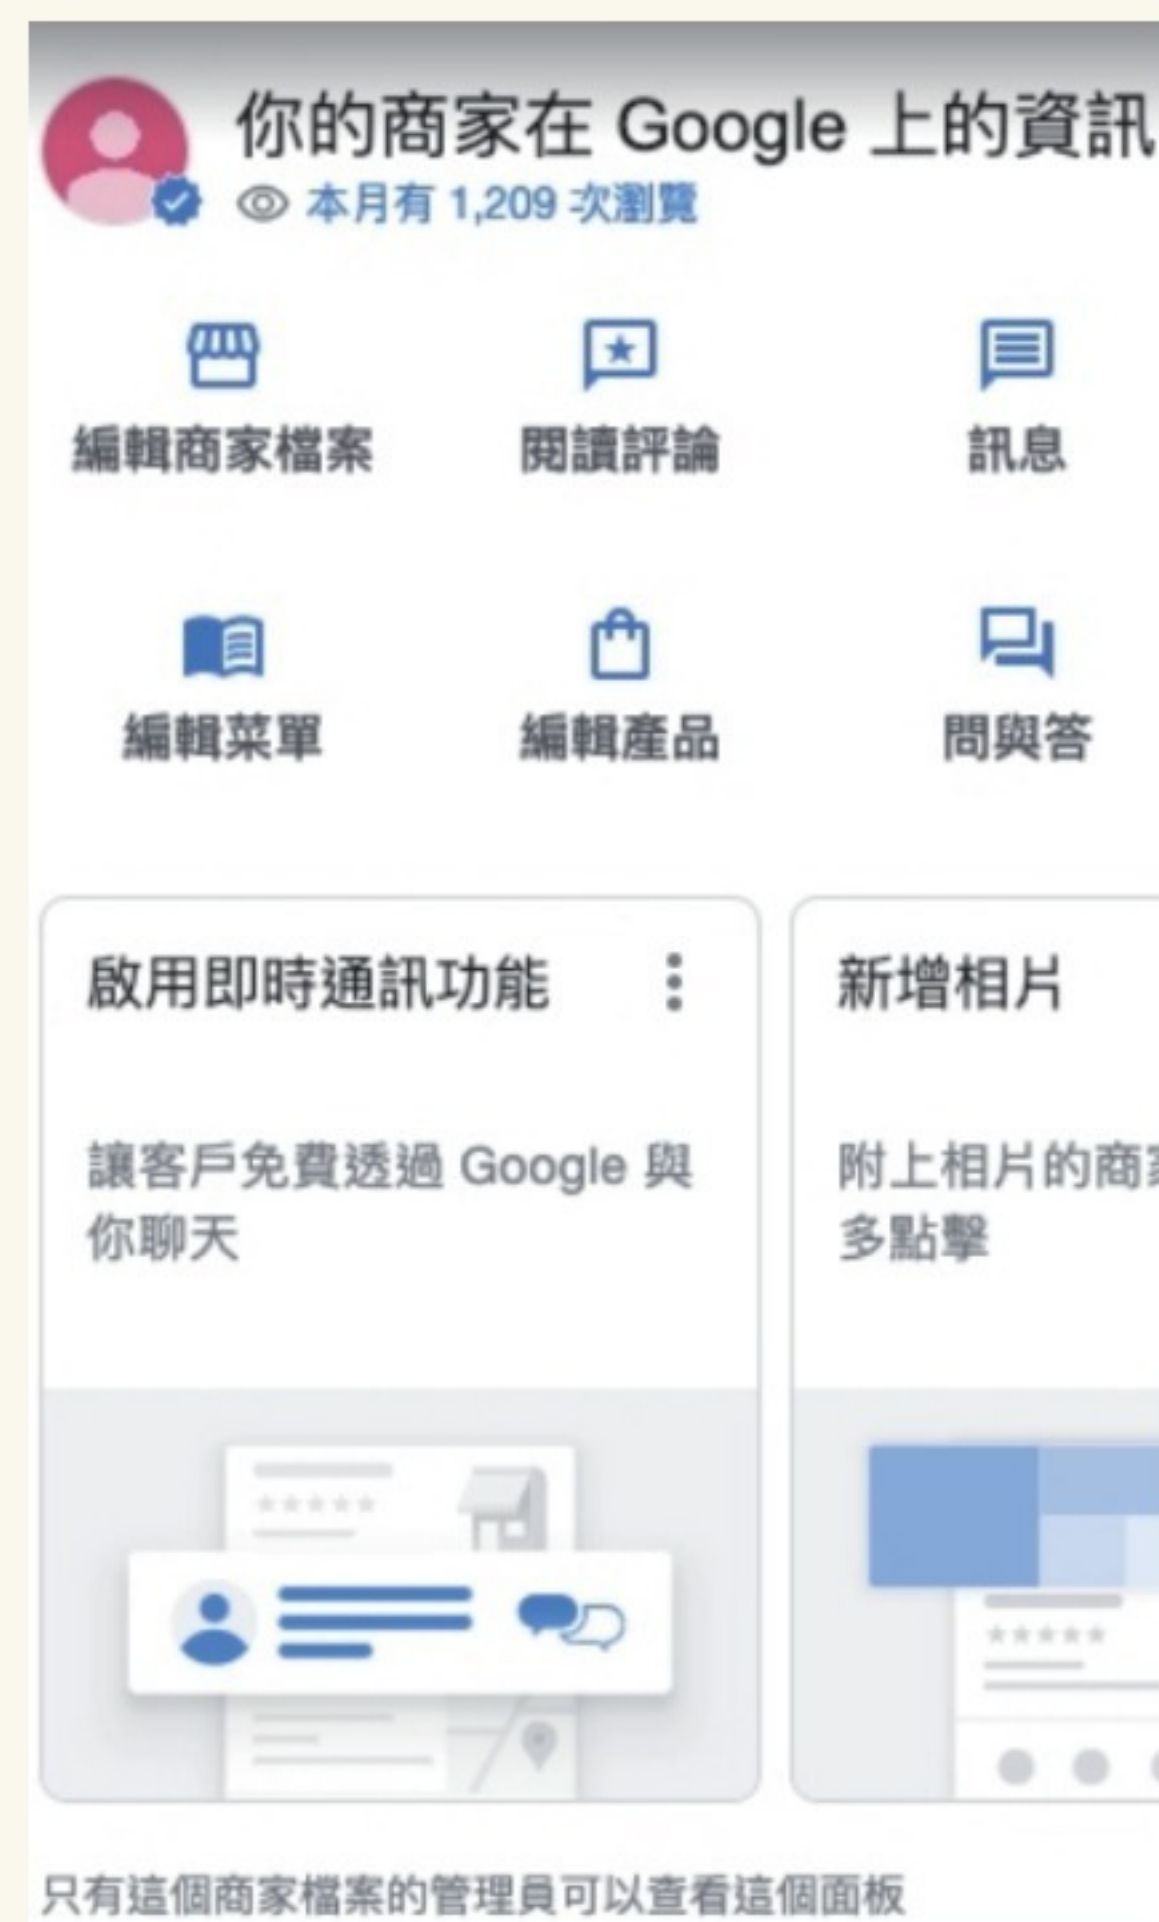 你的商家在 Google 上的資訊
本月有 1,209 次瀏覽
編輯商家檔案
閱讀評論
訊息
編輯菜單
編輯產品
問與答
啟用即時通訊功能
讓客戶免費透過 Google 與
你聊天
新增相片
附上相片的商家
多點擊
只有這個商家檔案的管理員可以查看這個面板